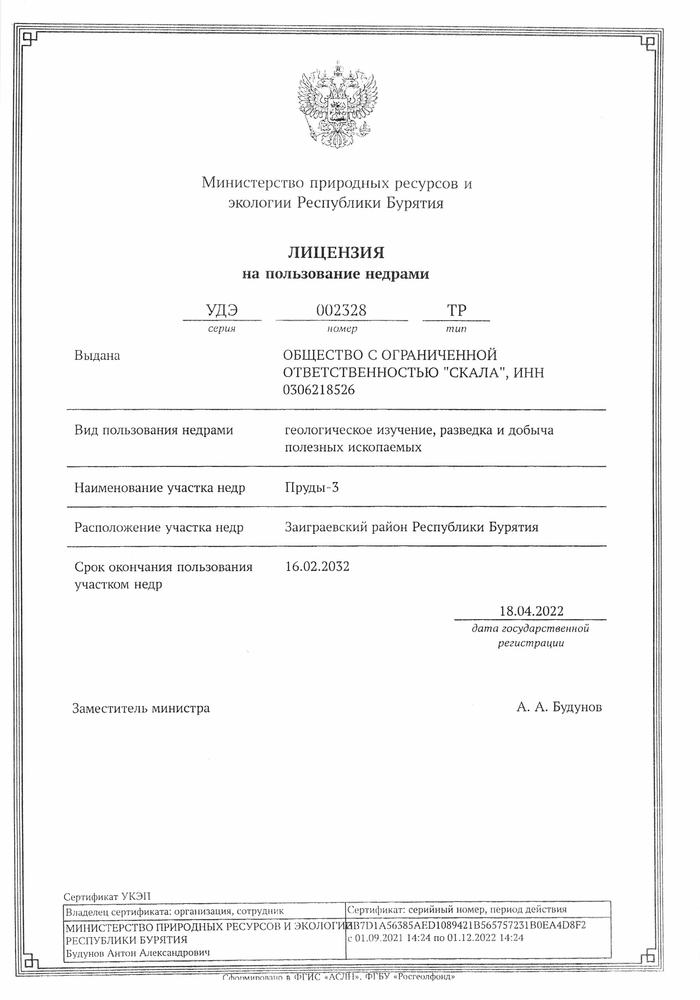 Министерство природных ресурсов и
экологии Республики Бурятия
ЛИЦЕНЗИЯ
на пользование недрами
УДЭ 002328 ТР
серия номер тип
Выдана ОБЩЕСТВО С ОГРАНИЧЕННОЙ
ОТВЕТСТВЕННОСТЬЮ "СКАЛА", ИНН
0306218526
Вид пользования недрами геологическое изучение, разведка и добыча
полезных ископаемых
Наименование участка недр Пруды-3
Расположение участка недр Заиграевский район Республики Бурятия
Срок окончания пользования 16.02.2032
участком недр
18.04.2022
дата государственной
регистрации
Заместитель министра А. А. Будунов
Сертификат УКЭП
Владелец сертификата: организация, сотрудник Сертификат: серийный номер, период действия
МИНИСТЕРСТВО ПРИРОДНЫХ РЕСУРСОВ И ЭКОЛОГИИ
РЕСПУБЛИКИ БУРЯТИЯ с 01.09.2021 14:24 по 01.12.2022 14:24
Будунов Антон Александрович
Сформировано в ФГИС «АСЛН», ФГБУ «Росгеолфонд»